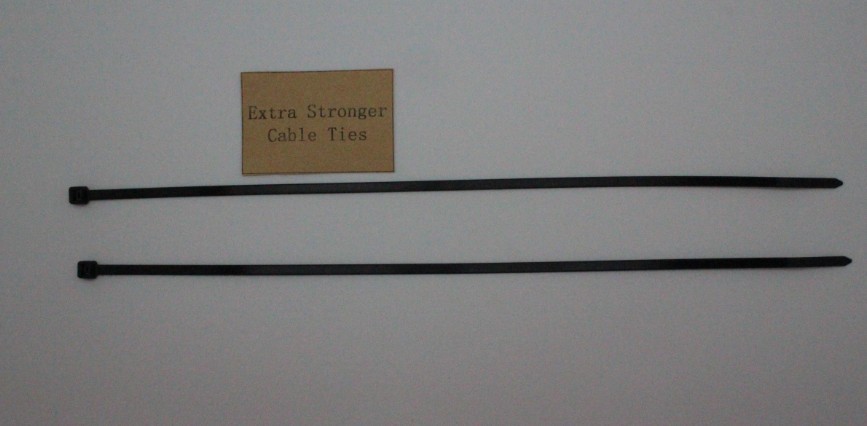 Extra Stronger
Cable Ties